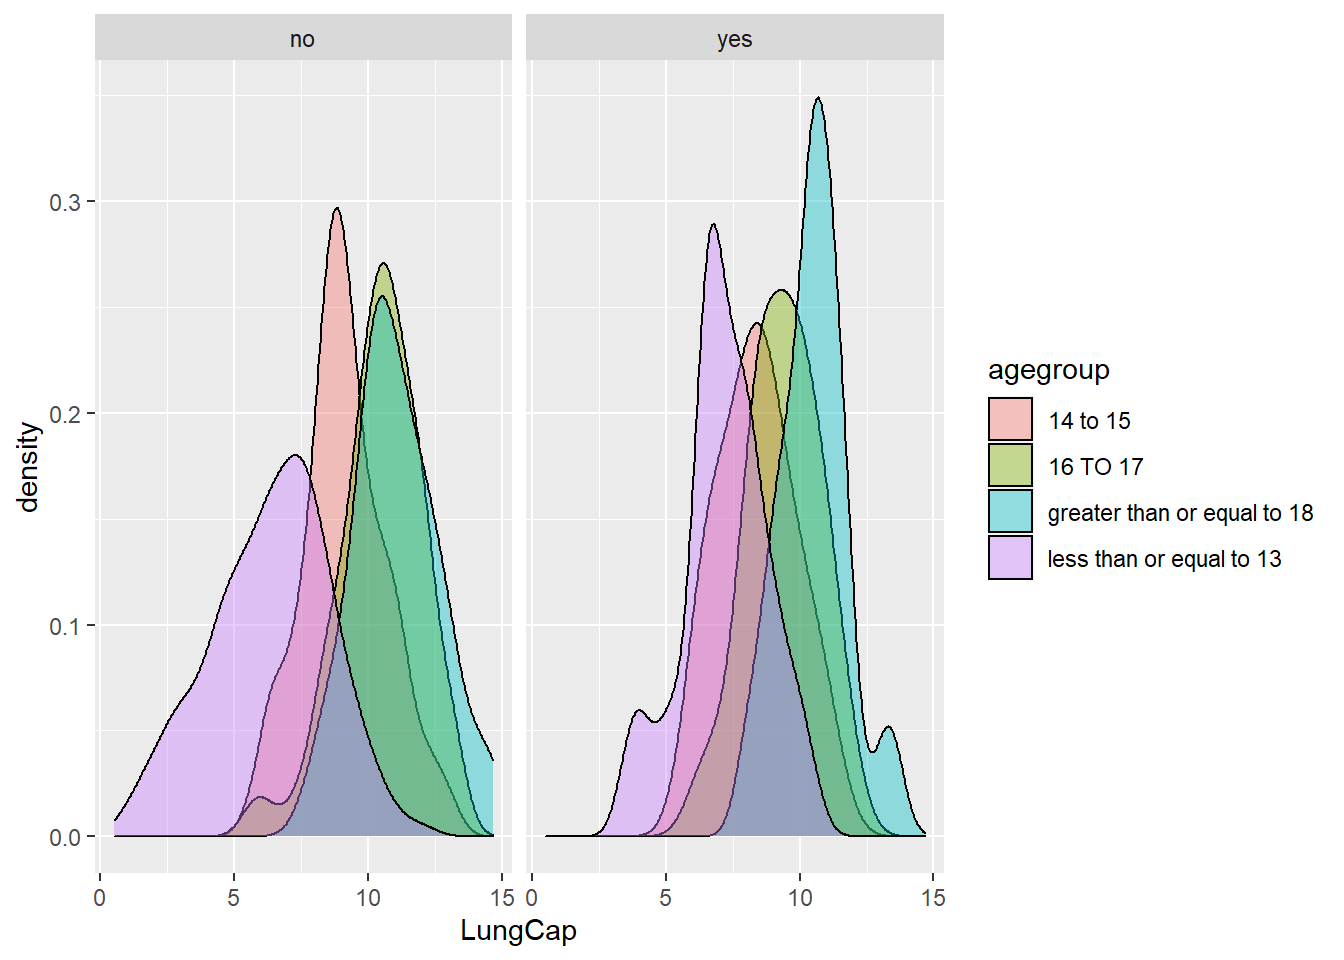 no
yes
0.3
0.2
0.1
0.0
density
0 5 10 15
0 5 10 15
LungCap
agegroup
14 to 15
16 TO 17
greater than or equal to 18
less than or equal to 13